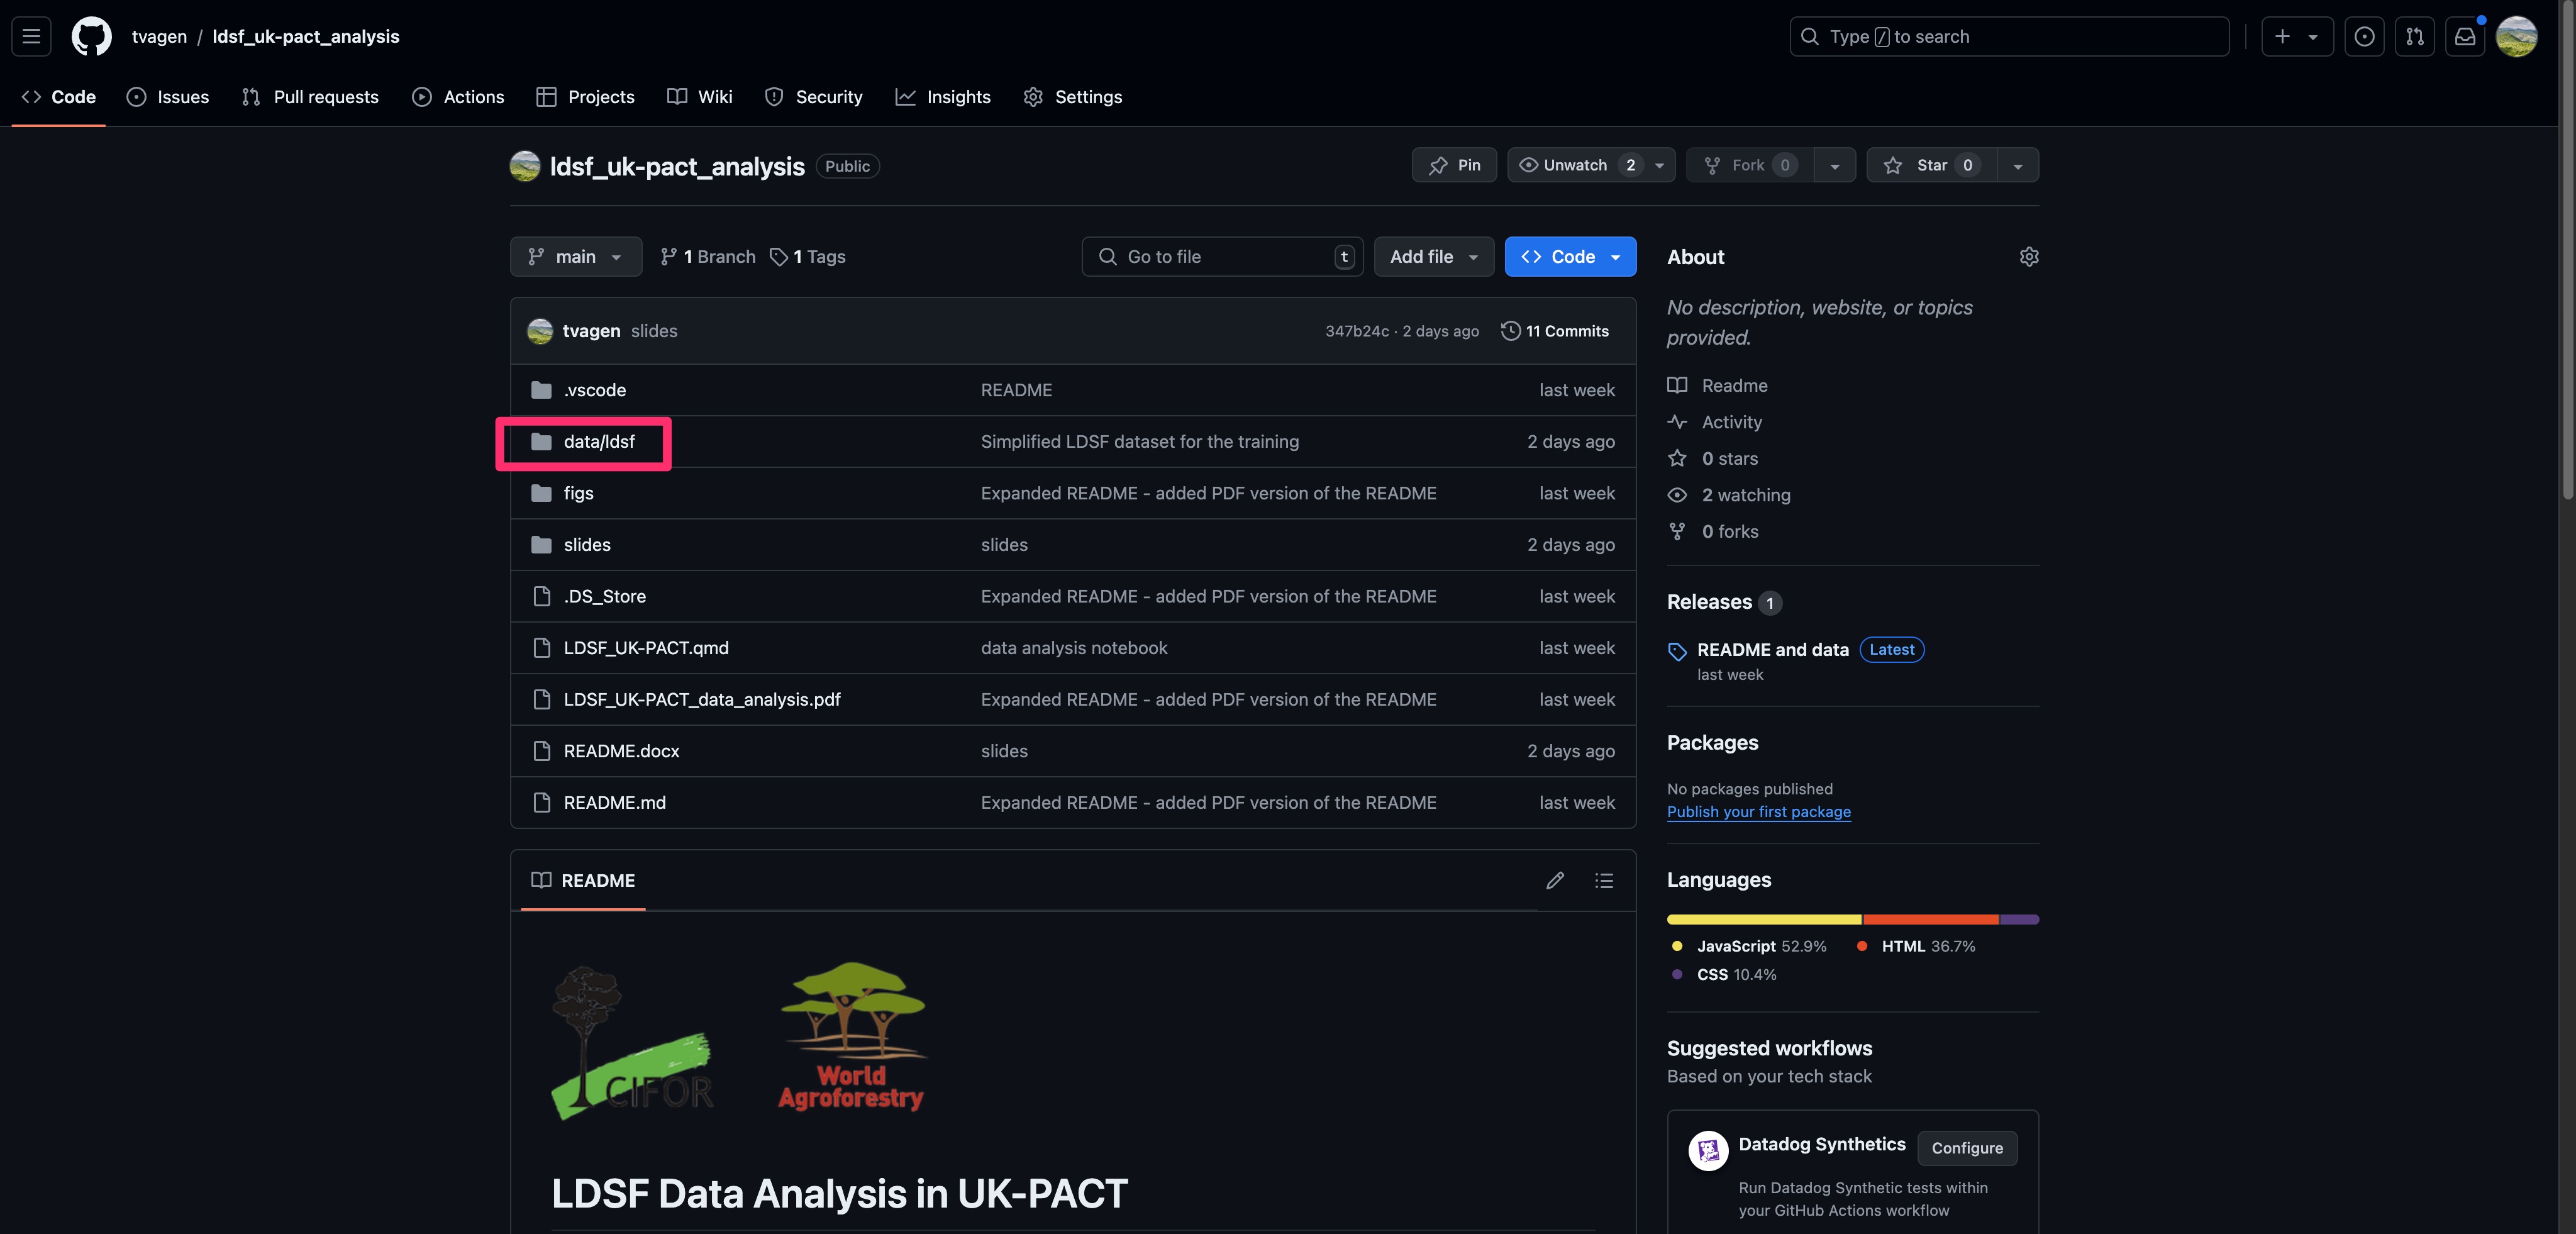 tvagen / ldsf_uk-pact_analysis
Type / to search
Code Issues Pull requests Actions Projects Wiki Security Insights Settings
ldsf_uk-pact_analysis Public
Pin Unwatch 2 Fork 0 Star 0
main 1 Branch 1 Tags Go to file t Add file Code
tvagen slides 347b24c · 2 days ago 11 Commits
.vscode README last week
data/ldsf Simplified LDSF dataset for the training 2 days ago
figs Expanded README - added PDF version of the README last week
slides slides 2 days ago
.DS_Store Expanded README - added PDF version of the README last week
LDSF_UK-PACT.qmd data analysis notebook last week
LDSF_UK-PACT_data_analysis.pdf Expanded README - added PDF version of the README last week
README.docx slides 2 days ago
README.md Expanded README - added PDF version of the README last week
README
CIFOR
World
Agroforestry
LDSF Data Analysis in UK-PACT
About
No description, website, or topics
provided.
Readme
Activity
0 stars
2 watching
0 forks
Releases 1
README and data Latest
last week
Packages
No packages published
Publish your first package
Languages
JavaScript 52.9% HTML 36.7%
CSS 10.4%
Suggested workflows
Based on your tech stack
Datadog Synthetics Configure
Run Datadog Synthetic tests within
your GitHub Actions workflow